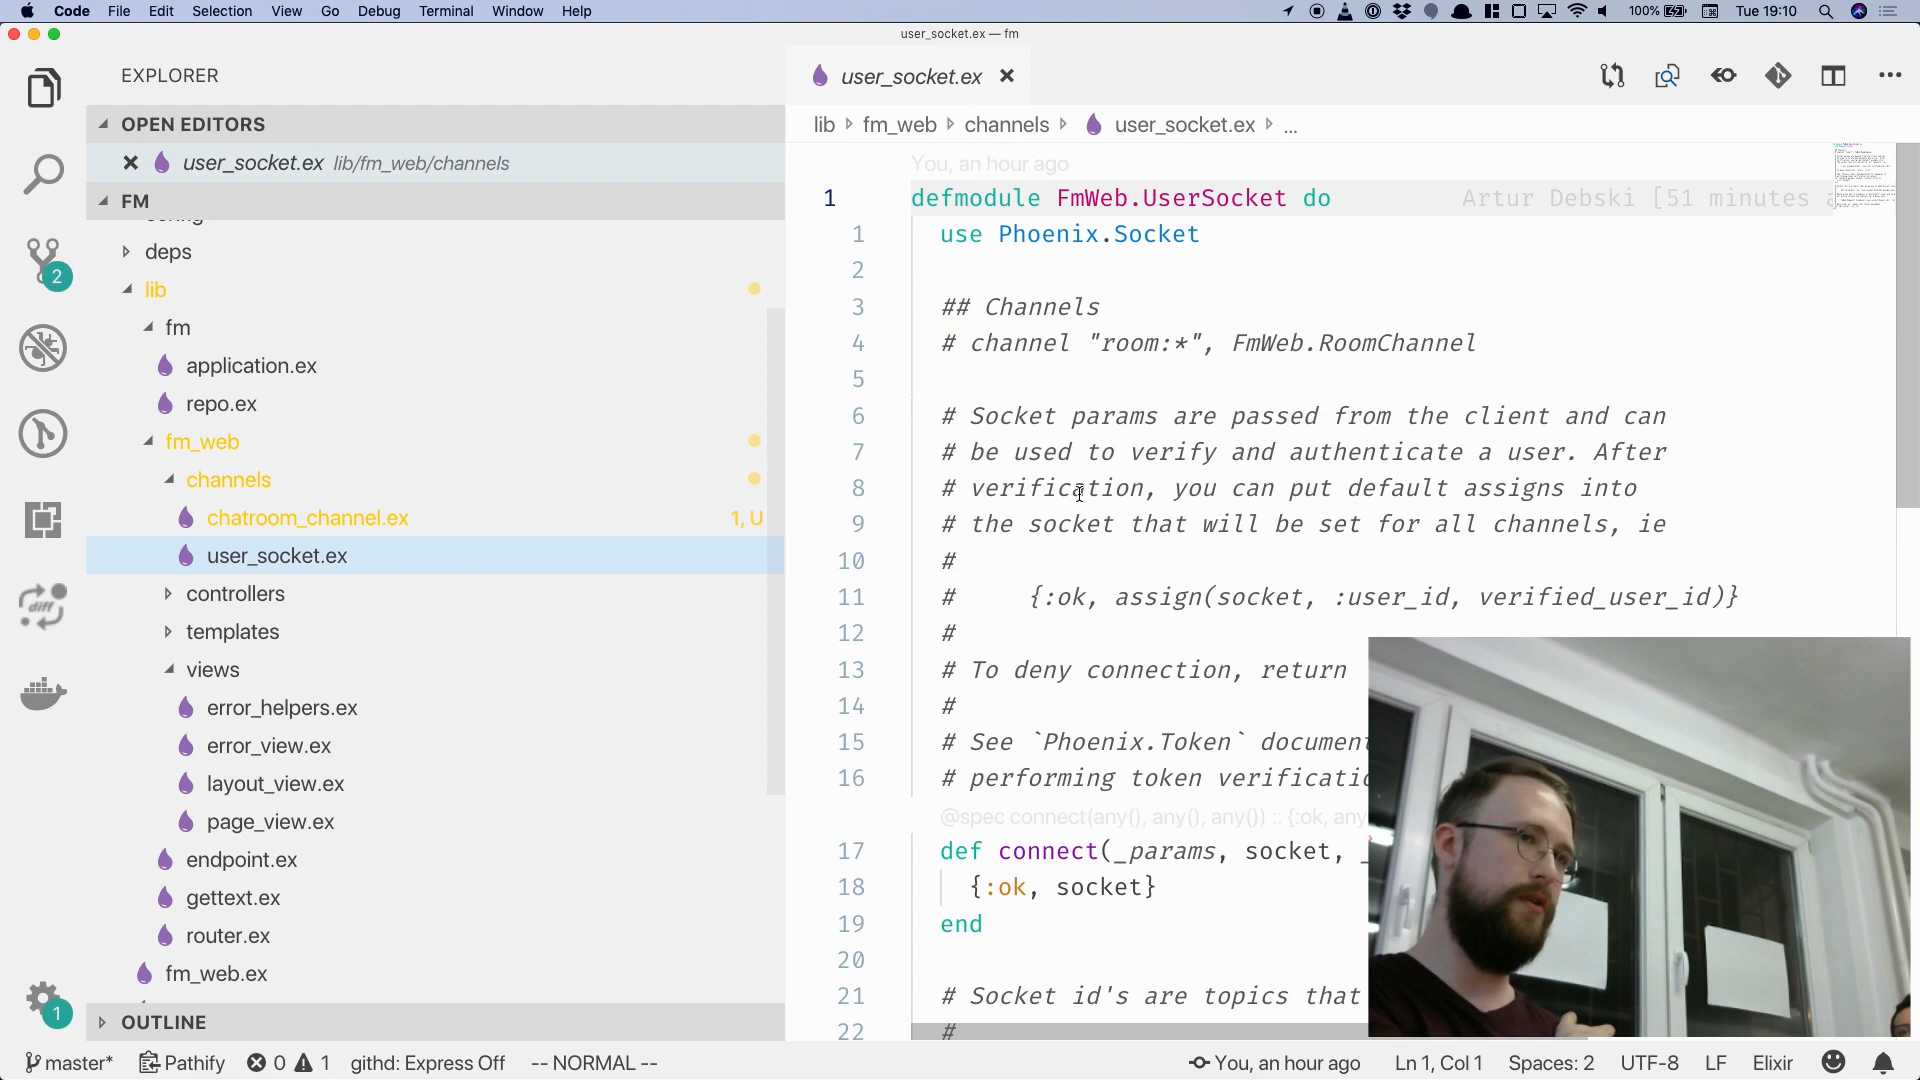 Code File Edit Selection View Go Debug Terminal Window Help 100% Tue 19:10
user_socket.ex — fm
EXPLORER
OPEN EDITORS
user_socket.ex lib/fm_web/channels
FM
config
deps
lib
fm
application.ex
repo.ex
fm_web
channels
chatroom_channel.ex 1, U
user_socket.ex
controllers
templates
views
error_helpers.ex
error_view.ex
layout_view.ex
page_view.ex
endpoint.ex
gettext.ex
router.ex
fm_web.ex
OUTLINE
2
diff
1
user_socket.ex
lib fm_web channels user_socket.ex ...
You, an hour ago
1 defmodule FmWeb.UserSocket do Artur Debski [51 minutes a
1 use Phoenix.Socket
2
3 ## Channels
4 # channel "room:*", FmWeb.RoomChannel
5
6 # Socket params are passed from the client and can
7 # be used to verify and authenticate a user. After
8 # verification, you can put default assigns into
9 # the socket that will be set for all channels, ie
10 #
11 # {:ok, assign(socket, :user_id, verified_user_id)}
12 #
13 # To deny connection, return
14 #
15 # See `Phoenix.Token` document
16 # performing token verificatio
@spec connect(any(), any(), any()) :: {:ok, any
17 def connect(_params, socket, _
18 {:ok, socket}
19 end
20
21 # Socket id's are topics that
22 #
master* Pathify 0 1 githd: Express Off -- NORMAL -- You, an hour ago Ln 1, Col 1 Spaces: 2 UTF-8 LF Elixir